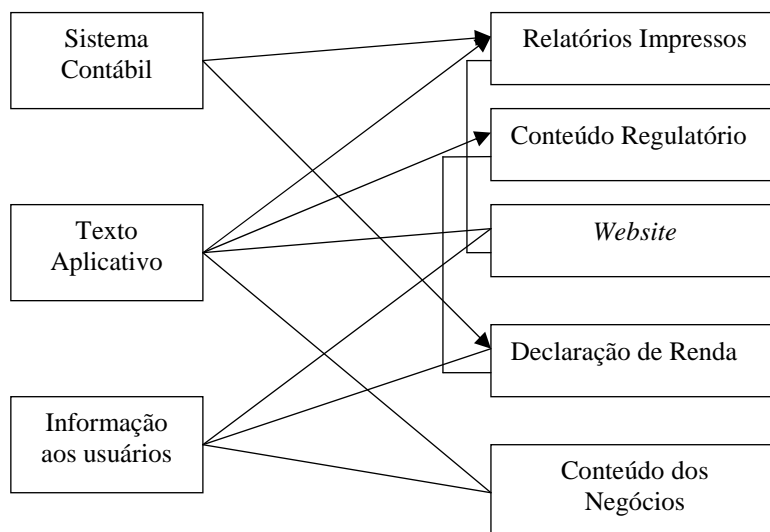 Sistema
Contábil
Texto
Aplicativo
Informação
aos usuários
Relatórios Impressos
Conteúdo Regulatório
Website
Declaração de Renda
Conteúdo dos
Negócios